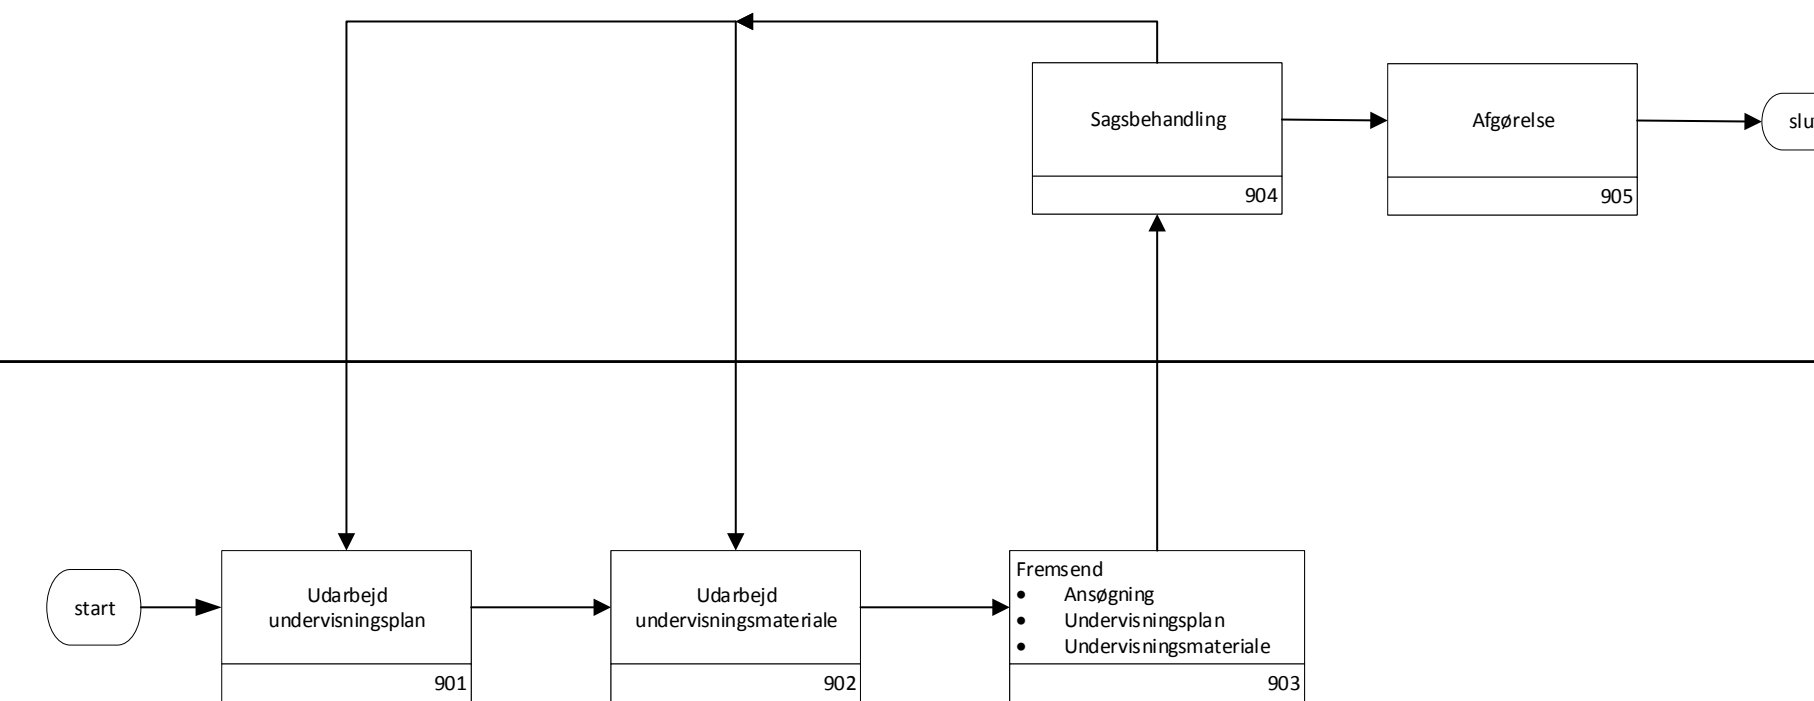 Sagsbehandling
904
Afgørelse
905
start
Udarbejd
undervisningsplan
901
Udarbejd
undervisningsmateriale
902
Fremsend
• Ansøgning
• Undervisningsplan
• Undervisningsmateriale
903